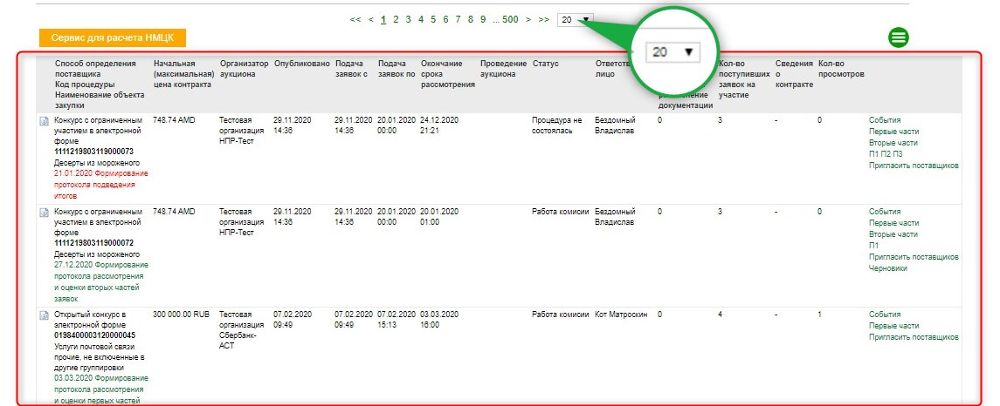 << < 1 2 3 4 5 6 7 8 9 ... 500 > >> 20
20
Сервис для расчета НМЦК
Способ определения поставщика
Код процедуры
Наименование объекта закупки
Начальная (максимальная) цена контракта
Организатор аукциона
Опубликовано
Подача заявок с
Подача заявок по
Окончание срока рассмотрения
Проведение аукциона
Статус
Ответств
лицо
документации
Кол-во поступивших заявок на участие
Сведения о контракте
Кол-во просмотров
Конкурс с ограниченным
участием в электронной
форме
1111219803119000073
Десерты из мороженого
21.01.2020 Формирование
протокола подведения
итогов
748.74 AMD
Тестовая
организация
НПР-Тест
29.11.2020
14:36
29.11.2020
14:36
20.01.2020
00:00
24.12.2020
21:21
Процедура не
состоялась
Бездомный
Владислав
0
3
-
0
События
Первые части
Вторые части
П1 П2 П3
Пригласить поставщиков
Конкурс с ограниченным
участием в электронной
форме
1111219803119000072
Десерты из мороженого
27.12.2020 Формирование
протокола рассмотрения
и оценки вторых частей
заявок
748.74 AMD
Тестовая
организация
НПР-Тест
29.11.2020
14:36
29.11.2020
14:36
20.01.2020
00:00
20.01.2020
01:00
Работа комисии
Бездомный
Владислав
0
3
-
0
События
Первые части
Вторые части
П1
Пригласить поставщиков
Черновики
Открытый конкурс в
электронной форме
0198400003120000045
Услуги почтовой связи
прочие, не включенные в
другие группировки
03.03.2020 Формирование
протокола рассмотрения
и оценки первых частей
300 000.00 RUB
Тестовая
организация
Сбербанк-
АСТ
07.02.2020
09:49
07.02.2020
09:49
07.02.2020
15:13
03.03.2020
16:00
Работа комисии
Кот Матроскин
0
4
-
1
События
Первые части
Пригласить поставщиков